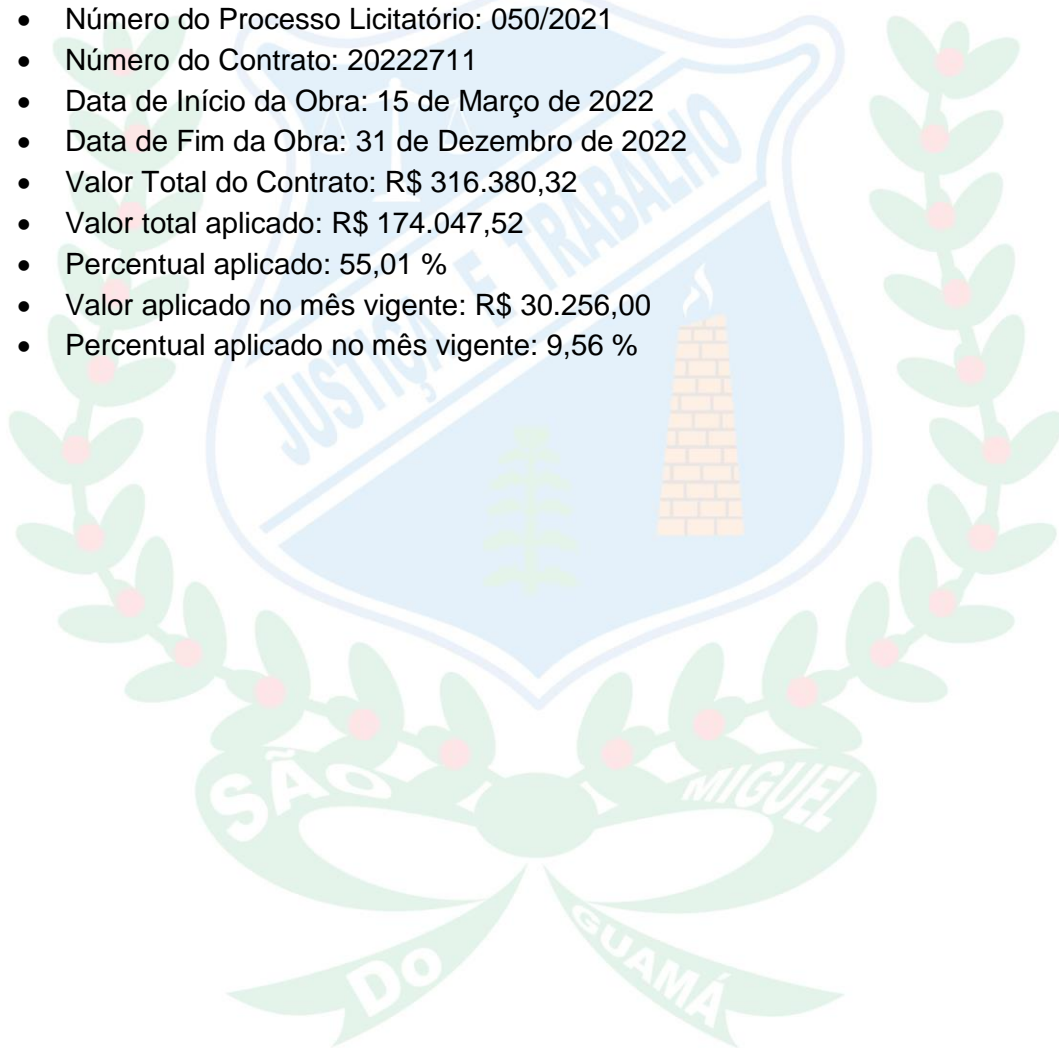 • Número do Processo Licitatório: 050/2021
• Número do Contrato: 20222711
• Data de Início da Obra: 15 de Março de 2022
• Data de Fim da Obra: 31 de Dezembro de 2022
• Valor Total do Contrato: R$ 316.380,32
• Valor total aplicado: R$ 174.047,52
• Percentual aplicado: 55,01 %
• Valor aplicado no mês vigente: R$ 30.256,00
• Percentual aplicado no mês vigente: 9,56 %
JUSTIÇA E TRABALHO
SÃO MIGUEL
DO GUAMÁ